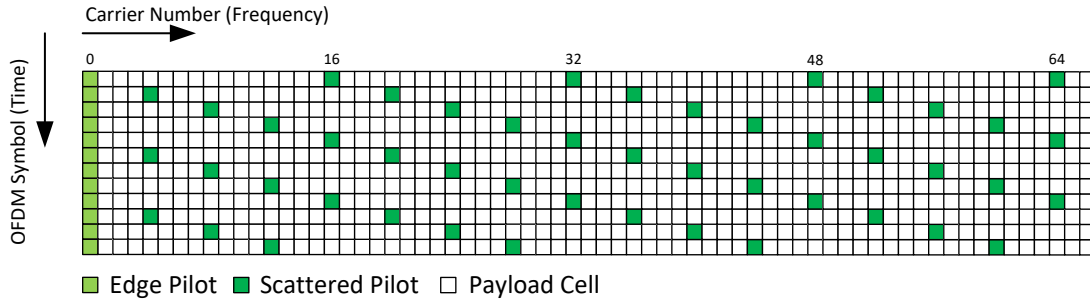 Carrier Number (Frequency)
0 16 32 48 64
OFDM Symbol (Time)
Edge Pilot Scattered Pilot Payload Cell